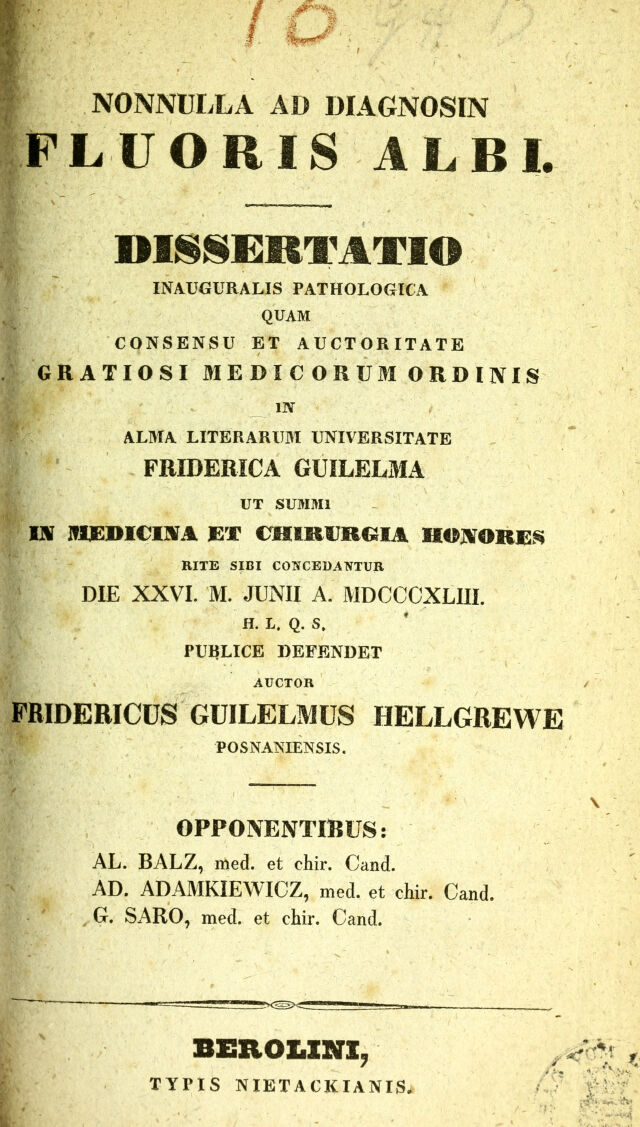 16
NONNULLA AD DIAGNOSIN
FLUORIS ALBI.
DISSERTATIO
INAUGURALIS PATHOLOGICA
QUAM
CONSENSU ET AUCTORITATE
GRATIOSI MEDICORUM ORDINIS
IN
ALMA LITERARUM UNIVERSITATE
FRIDERICA GUILELMA
UT SUMMI
IN MEDICINA ET CHIRURGIA HONORES
RITE SIBI CONCEDANTUR
DIE XXVI. M. JUNII A. MDCCCXLIII.
H. L. Q. S.
PUBLICE DEFENDET
AUCTOR
FRIDERICUS GUILELMUS HELLGREWE
POSNANIENSIS.
OPPONENTIBUS:
AL. BALZ, med. et chir. Cand.
AD. ADAMKIEWICZ, med. et chir. Cand.
G. SARO, med. et chir. Cand.
BEROLINI,
TYPIS NIETACKIANIS.